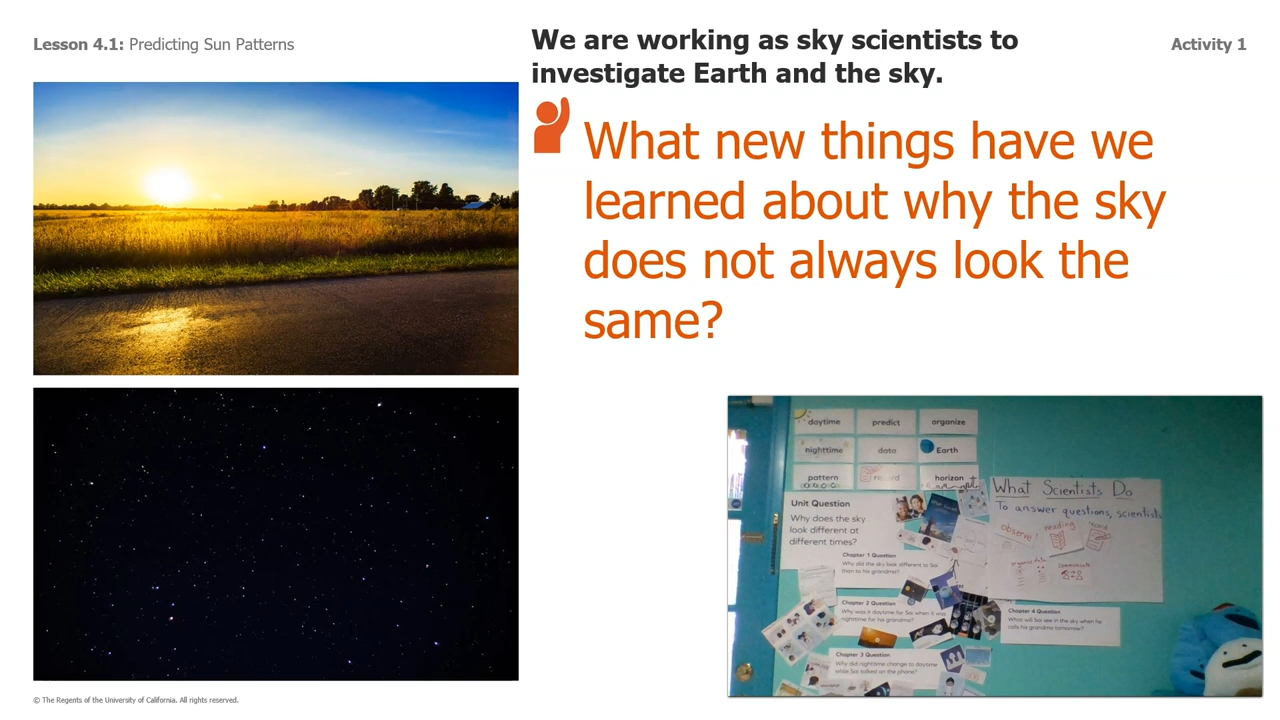 Lesson 4.1: Predicting Sun Patterns
We are working as sky scientists to
investigate Earth and the sky.
Activity 1
What new things have we
learned about why the sky
does not always look the
same?
daytime
predict
organize
nighttime
data
Earth
pattern
record
horizon
What Scientists Do
To answer questions, scientists
observe
reading
record
organize data
communicate
Unit Question
Why does the sky
look different at
different times?
Chapter 1 Question
Why did the sky look different to Sai
than to his grandma?
Chapter 2 Question
Why was it daytime for Sai when it was
nighttime for his grandma?
Chapter 4 Question
What will Sai see in the sky when he
calls his grandma tomorrow?
Chapter 3 Question
Why did nighttime change to daytime
while Sai talked on the phone?
© The Regents of the University of California. All rights reserved.